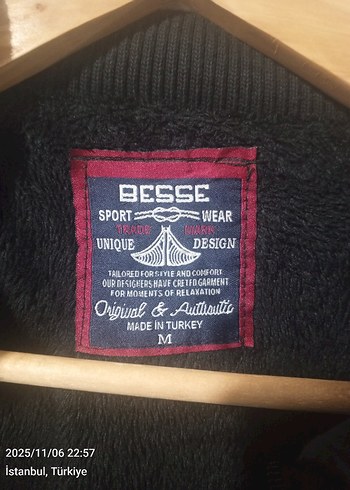 BESSE
SPORT WEAR
TRADE MARK
UNIQUE DESIGN
TAILORED FOR STYLE AND COMFORT
OUR DESIGNERS HAVE CRETED GARMENT
FOR MOMENTS OF RELAXATION
Original & Authentic
MADE IN TURKEY
M
2025/11/06 22:57
İstanbul, Türkiye